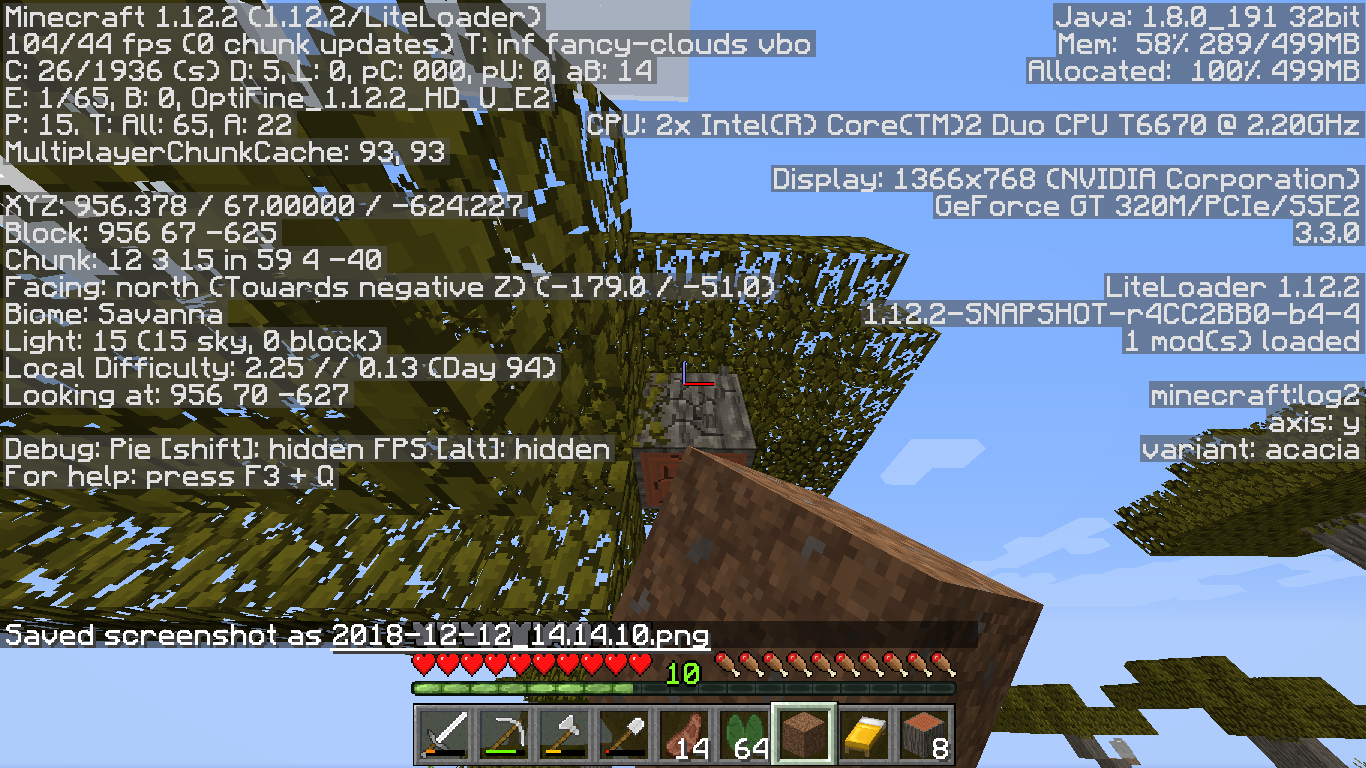 Minecraft 1.12.2 (1.12.2/LiteLoader)
104/44 fps (0 chunk updates) T: inf fancy-clouds vbo
C: 26/1936 (s) D: 5, L: 0, pC: 000, pU: 0, aB: 14
E: 1/65, B: 0, OptiFine_1.12.2_HD_U_E2
P: 15. T: All: 65, A: 22
MultiplayerChunkCache: 93, 93
XYZ: 956.378 / 67.00000 / -624.227
Block: 956 67 -625
Chunk: 12 3 15 in 59 4 -40
Facing: north (Towards negative Z) (-179.0 / -51.0)
Biome: Savanna
Light: 15 (15 sky, 0 block)
Local Difficulty: 2.25 // 0.13 (Day 94)
Looking at: 956 70 -627
Debug: Pie [shift]: hidden FPS [alt]: hidden
For help: press F3 + Q
Java: 1.8.0_191 32bit
Mem: 58% 289/499MB
Allocated: 100% 499MB
CPU: 2x Intel(R) Core(TM)2 Duo CPU T6670 @ 2.20GHz
Display: 1366x768 (NVIDIA Corporation)
GeForce GT 320M/PCIe/SSE2
3.3.0
LiteLoader 1.12.2
1.12.2-SNAPSHOT-r4CC2BB0-b4-4
1 mod(s) loaded
minecraft:log2
axis: y
variant: acacia
Saved screenshot as 2018-12-12_14.14.10.png
10
14 64 8